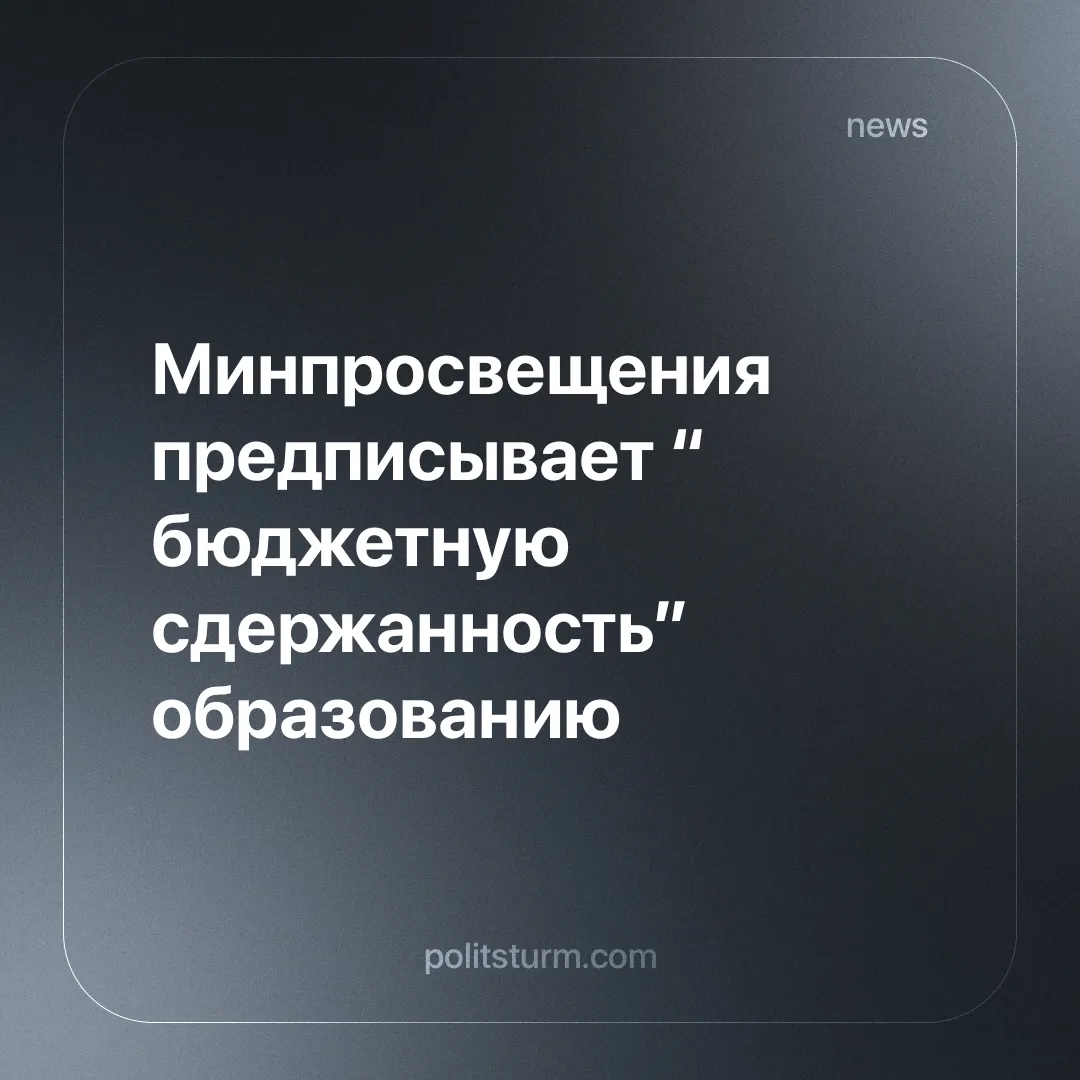 news
Минпросвещения
предписывает “
бюджетную
сдержанность”
образованию
politsturm.com